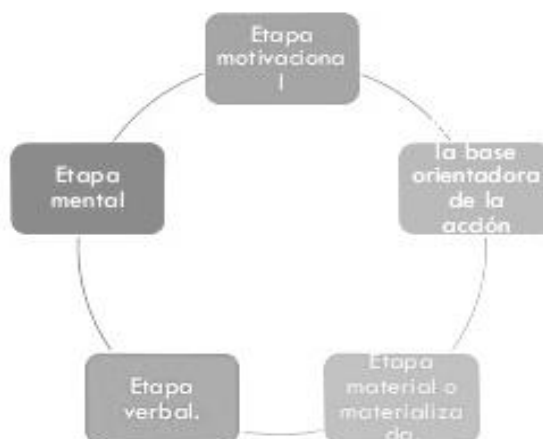 Etapa
motivaciona
l
la base
orientadora
de la
acción
Etapa
material o
materializa
da
Etapa
verbal.
Etapa
mental